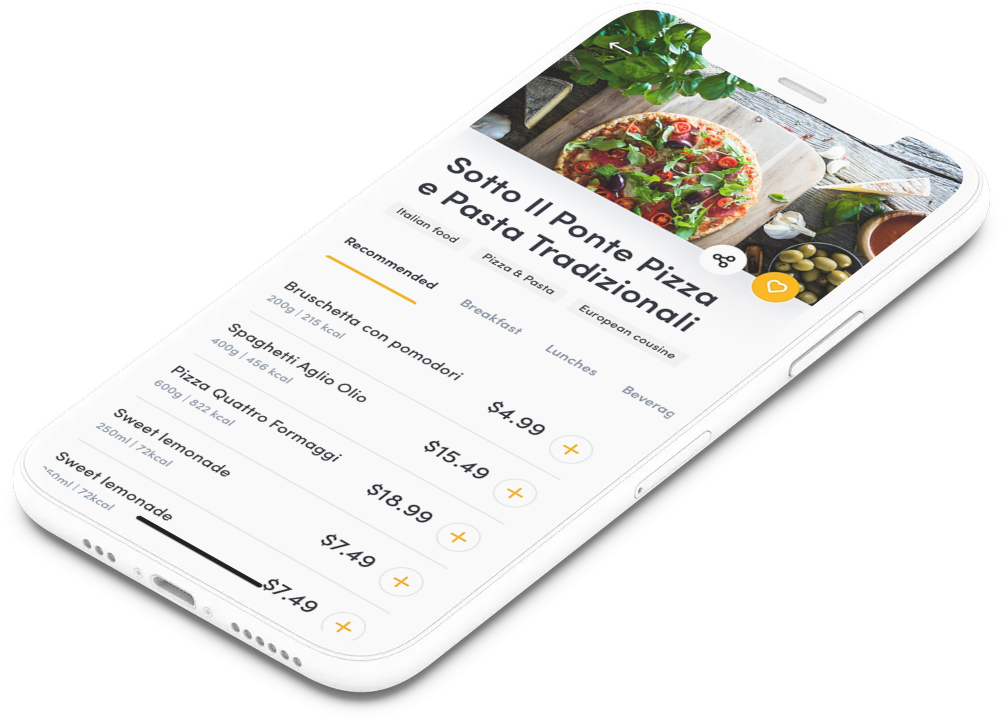 Sotto Il Ponte Pizza
e Pasta Tradizionali
Italian food
Pizza & Pasta
European cousine
Recommended
Breakfast
Lunches
Beverag
Bruschetta con pomodori
200g | 215 kcal
$4.99
Spaghetti Aglio Olio
400g | 456 kcal
$15.49
Pizza Quattro Formaggi
600g | 822 kcal
$18.99
Sweet lemonade
250ml | 72kcal
$7.49
Sweet lemonade
50ml | 72kcal
$7.49